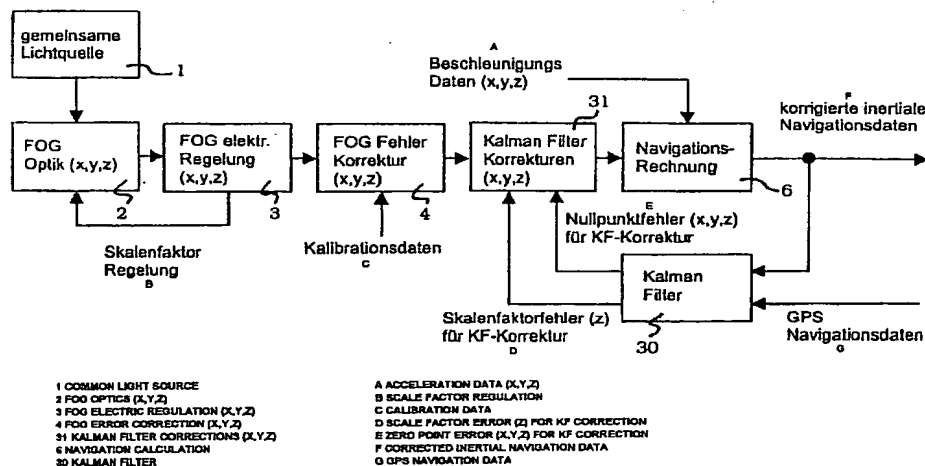 gemeinsame
Lichtquelle
1
A
Beschleunigungs
Daten (x,y,z)
31
F
korrigierte inertiale
Navigationsdaten
FOG
Optik (x,y,z)
2
FOG elektr.
Regelung
(x,y,z)
3
FOG Fehler
Korrektur
(x,y,z)
4
Kalman Filter
Korrekturen
(x,y,z)
Navigations-
Rechnung
6
Skalenfaktor
Regelung
B
Kalibrationsdaten
C
E
Nullpunktfehler (x,y,z)
für KF-Korrektur
Kalman
Filter
30
Skalenfaktorfehler (z)
für KF-Korrektur
D
GPS
Navigationsdaten
G
1 COMMON LIGHT SOURCE
2 FOG OPTICS (X,Y,Z)
3 FOG ELECTRIC REGULATION (X,Y,Z)
4 FOG ERROR CORRECTION (X,Y,Z)
31 KALMAN FILTER CORRECTIONS (X,Y,Z)
6 NAVIGATION CALCULATION
30 KALMAN FILTER
A ACCELERATION DATA (X,Y,Z)
B SCALE FACTOR REGULATION
C CALIBRATION DATA
D SCALE FACTOR ERROR (Z) FOR KF CORRECTION
E ZERO POINT ERROR (X,Y,Z) FOR KF CORRECTION
F CORRECTED INERTIAL NAVIGATION DATA
G GPS NAVIGATION DATA